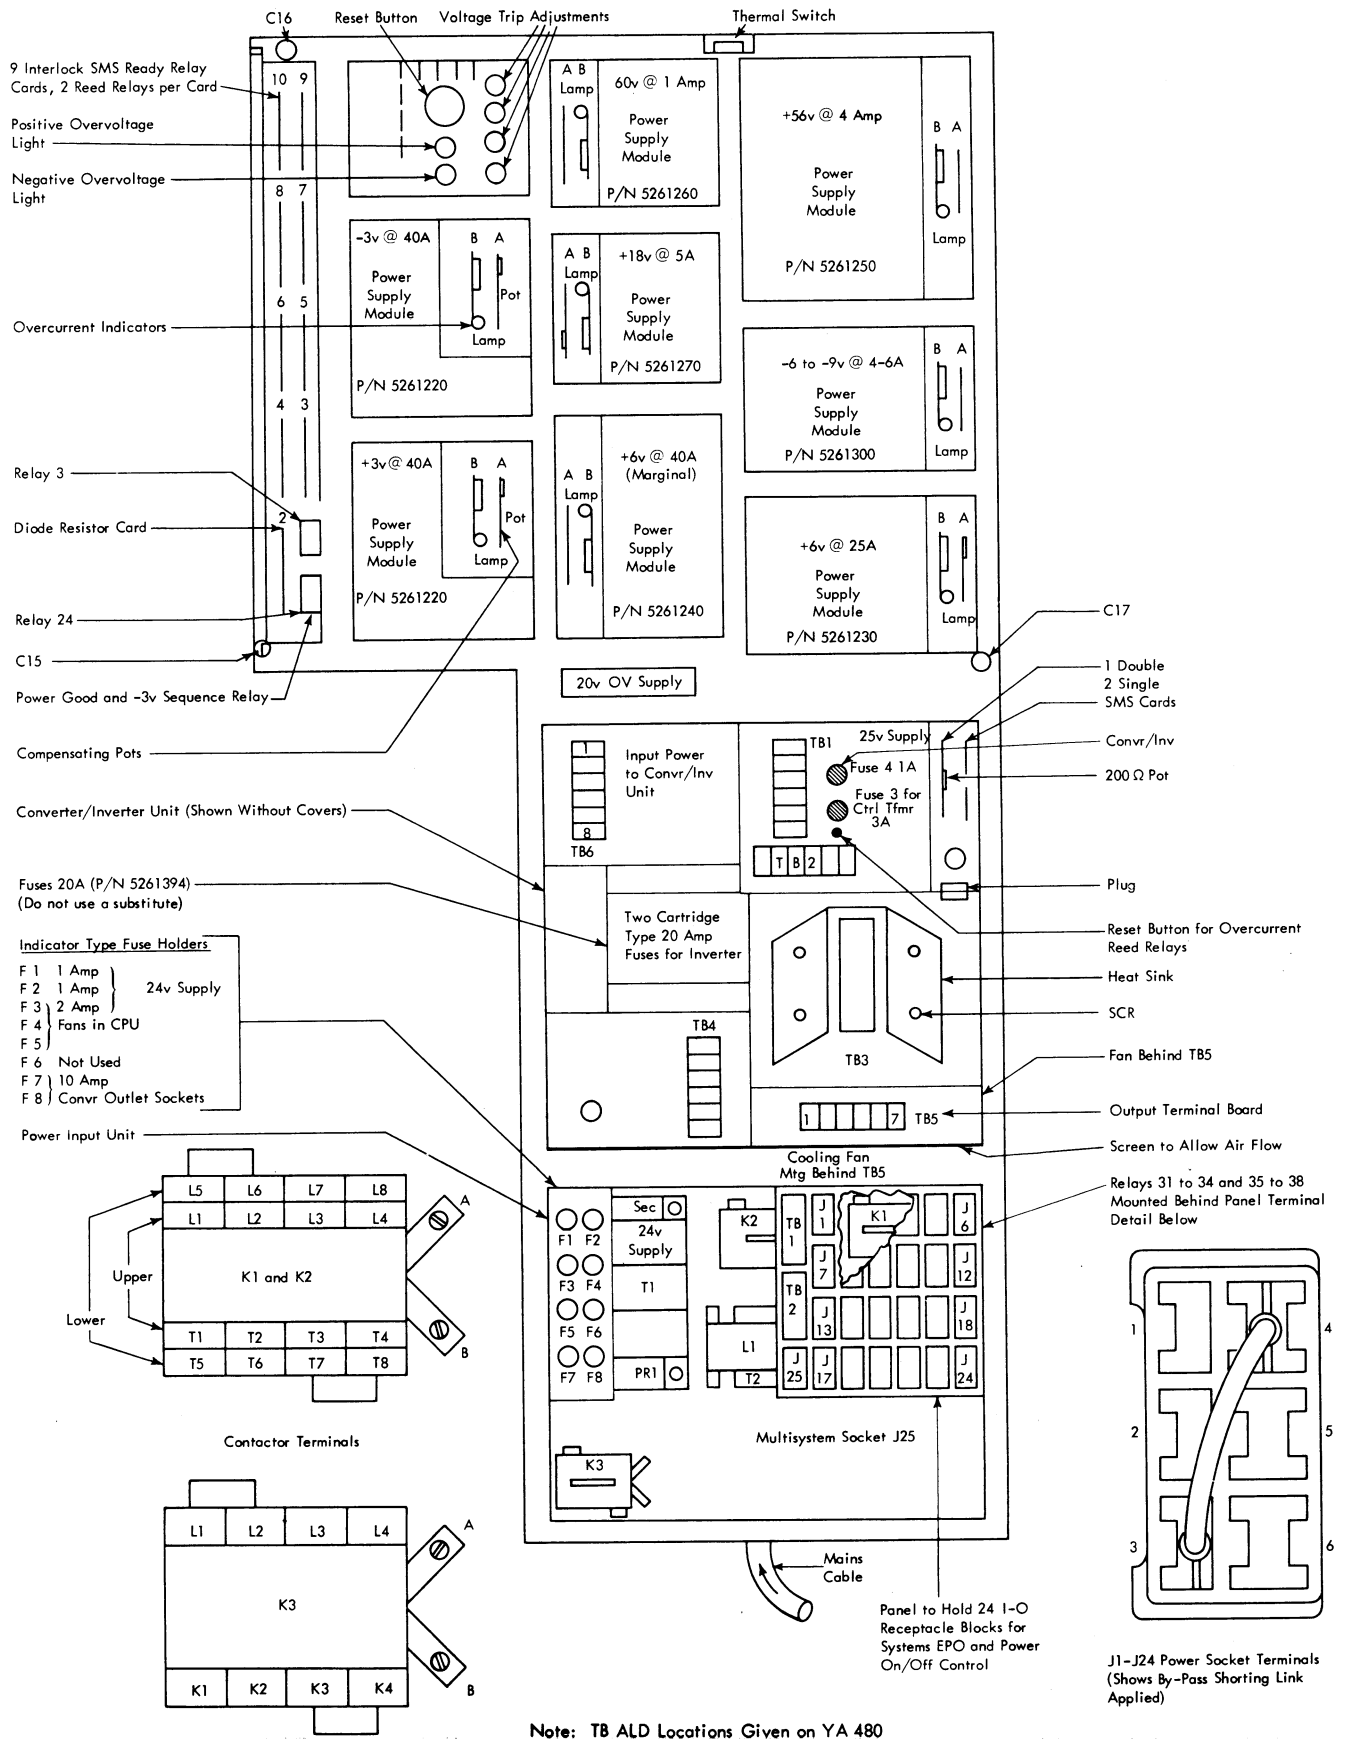 C16
Reset Button
Voltage Trip Adjustments
Thermal Switch
9 Interlock SMS Ready Relay
Cards, 2 Reed Relays per Card
Positive Overvoltage
Light
Negative Overvoltage
Light
Overcurrent Indicators
Relay 3
Diode Resistor Card
Relay 24
C15
Power Good and -3v Sequence Relay
Compensating Pots
Converter/Inverter Unit (Shown Without Covers)
Fuses 20A (P/N 5261394)
(Do not use a substitute)
10 9
8 7
6 5
4 3
2
A B
Lamp
60v @ 1 Amp
Power
Supply
Module
P/N 5261260
+56v @ 4 Amp
Power
Supply
Module
P/N 5261250
B A
Lamp
-3v @ 40A
Power
Supply
Module
P/N 5261220
B A
Pot
Lamp
A B
Lamp
+18v @ 5A
Power
Supply
Module
P/N 5261270
-6 to -9v @ 4-6A
Power
Supply
Module
P/N 5261300
B A
Lamp
+3v @ 40A
Power
Supply
Module
P/N 5261220
B A
Pot
Lamp
A B
Lamp
+6v @ 40A
(Marginal)
Power
Supply
Module
P/N 5261240
+6v @ 25A
Power
Supply
Module
P/N 5261230
B A
Lamp
C17
1 Double
2 Single
SMS Cards
Convr/Inv
200 Ω Pot
Plug
Reset Button for Overcurrent
Reed Relays
Heat Sink
SCR
Fan Behind TB5
Output Terminal Board
Screen to Allow Air Flow
Relays 31 to 34 and 35 to 38
Mounted Behind Panel Terminal
Detail Below
20v OV Supply
1
8
TB6
Input Power
to Convr/Inv
Unit
TB1
25v Supply
Fuse 4 1A
Fuse 3 for
Ctrl Tfmr
3A
T B 2
Two Cartridge
Type 20 Amp
Fuses for Inverter
TB4
TB3
1 7 TB5
Cooling Fan
Mtg Behind TB5
Indicator Type Fuse Holders
F 1 1 Amp
F 2 1 Amp 24v Supply
F 3 2 Amp
F 4 Fans in CPU
F 5
F 6 Not Used
F 7 10 Amp
F 8 Convr Outlet Sockets
Power Input Unit
L5 L6 L7 L8
L1 L2 L3 L4
Upper
Lower
K1 and K2
T1 T2 T3 T4
T5 T6 T7 T8
A
B
Contactor Terminals
L1 L2 L3 L4
K3
K1 K2 K3 K4
A
B
F1 F2
F3 F4
F5 F6
F7 F8
Sec
24v
Supply
T1
PR1
K2
L1
T2
TB
1
TB
2
J
25
J
1
K1
J
6
J
7
J
12
J
13
J
18
J
17
J
24
Multisystem Socket J25
K3
Mains
Cable
Panel to Hold 24 I-O
Receptacle Blocks for
Systems EPO and Power
On/Off Control
1 4
2 5
3 6
J1-J24 Power Socket Terminals
(Shows By-Pass Shorting Link
Applied)
Note: TB ALD Locations Given on YA 480